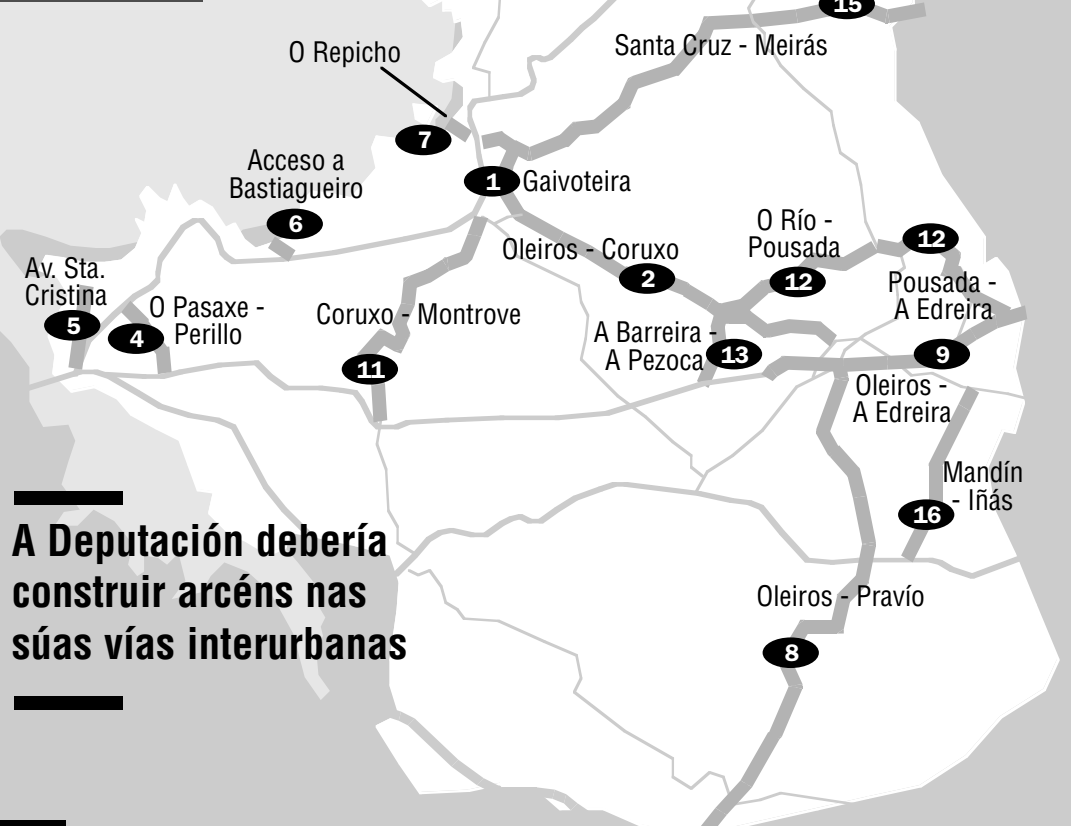 15
Santa Cruz - Meirás
O Repicho
7
Acceso a
Bastiagueiro
6
1
Gaivoteira
Oleiros - Coruxo
2
O Río -
Pousada
12
12
Pousada -
A Edreira
Av. Sta.
Cristina
5
O Pasaxe -
Perillo
4
Coruxo - Montrove
11
A Barreira -
A Pezoca
13
9
Oleiros -
A Edreira
Mandín
- Iñás
16
A Deputación debería
construir arcéns nas
súas vías interurbanas
Oleiros - Pravío
8